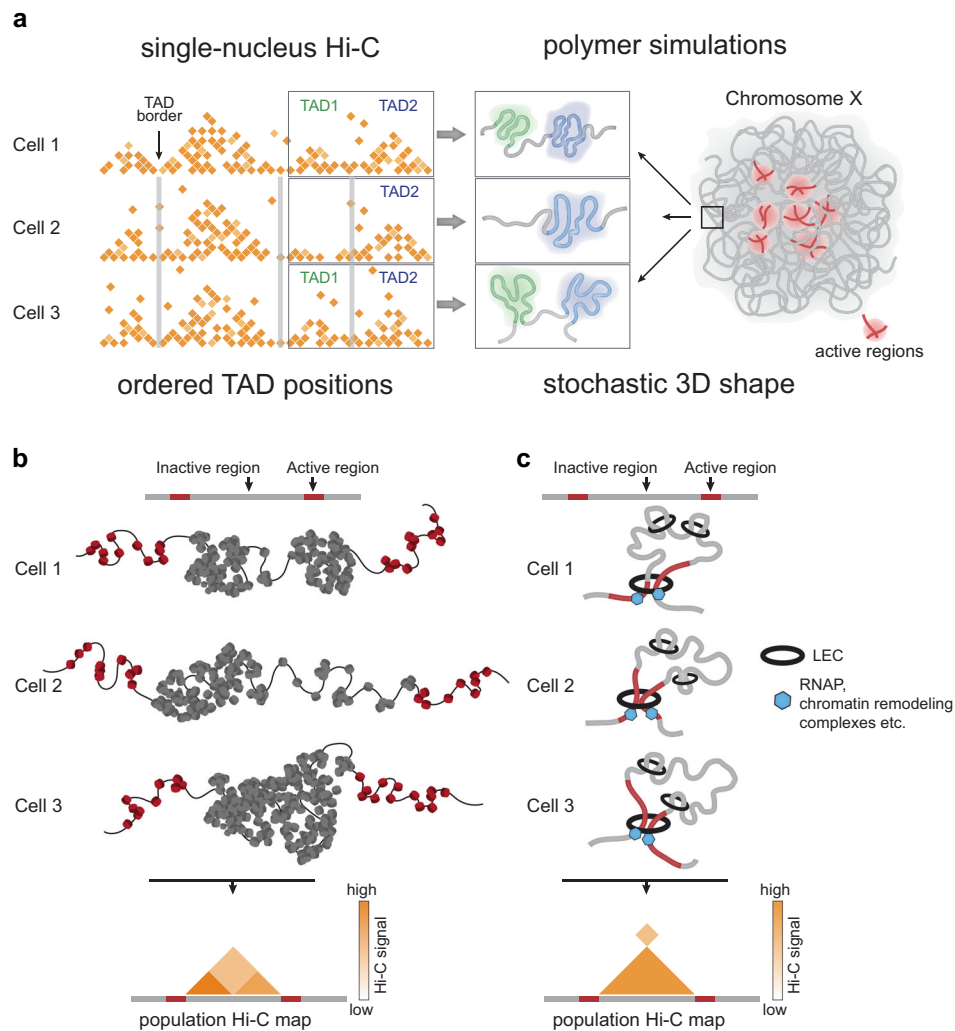 a
single-nucleus Hi-C
polymer simulations
TAD
border
TAD1
TAD2
Chromosome X
Cell 1
TAD2
Cell 2
TAD1
TAD2
Cell 3
active regions
ordered TAD positions
stochastic 3D shape
b
Inactive region
Active region
Cell 1
Cell 2
Cell 3
high
Hi-C signal
low
population Hi-C map
c
Inactive region
Active region
Cell 1
Cell 2
LEC
RNAP,
chromatin remodeling
complexes etc.
Cell 3
high
Hi-C signal
low
population Hi-C map